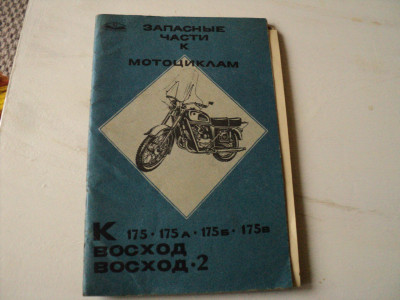 ЗАПАСНЫЕ
ЧАСТИ
К
МОТОЦИКЛАМ
К 175 · 175А · 175Б · 175В
ВОСХОД
ВОСХОД·2